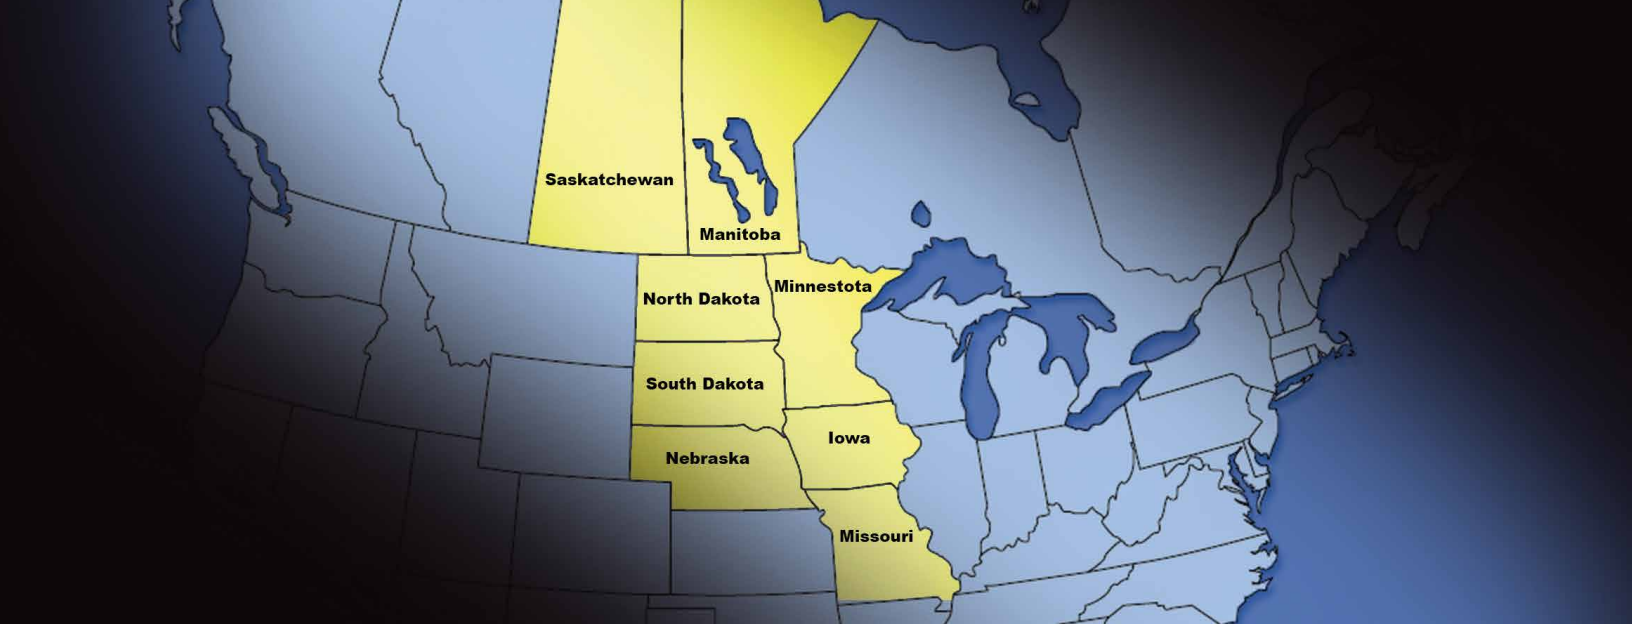 Saskatchewan
Manitoba
Minnestota
North Dakota
South Dakota
Iowa
Nebraska
Missouri